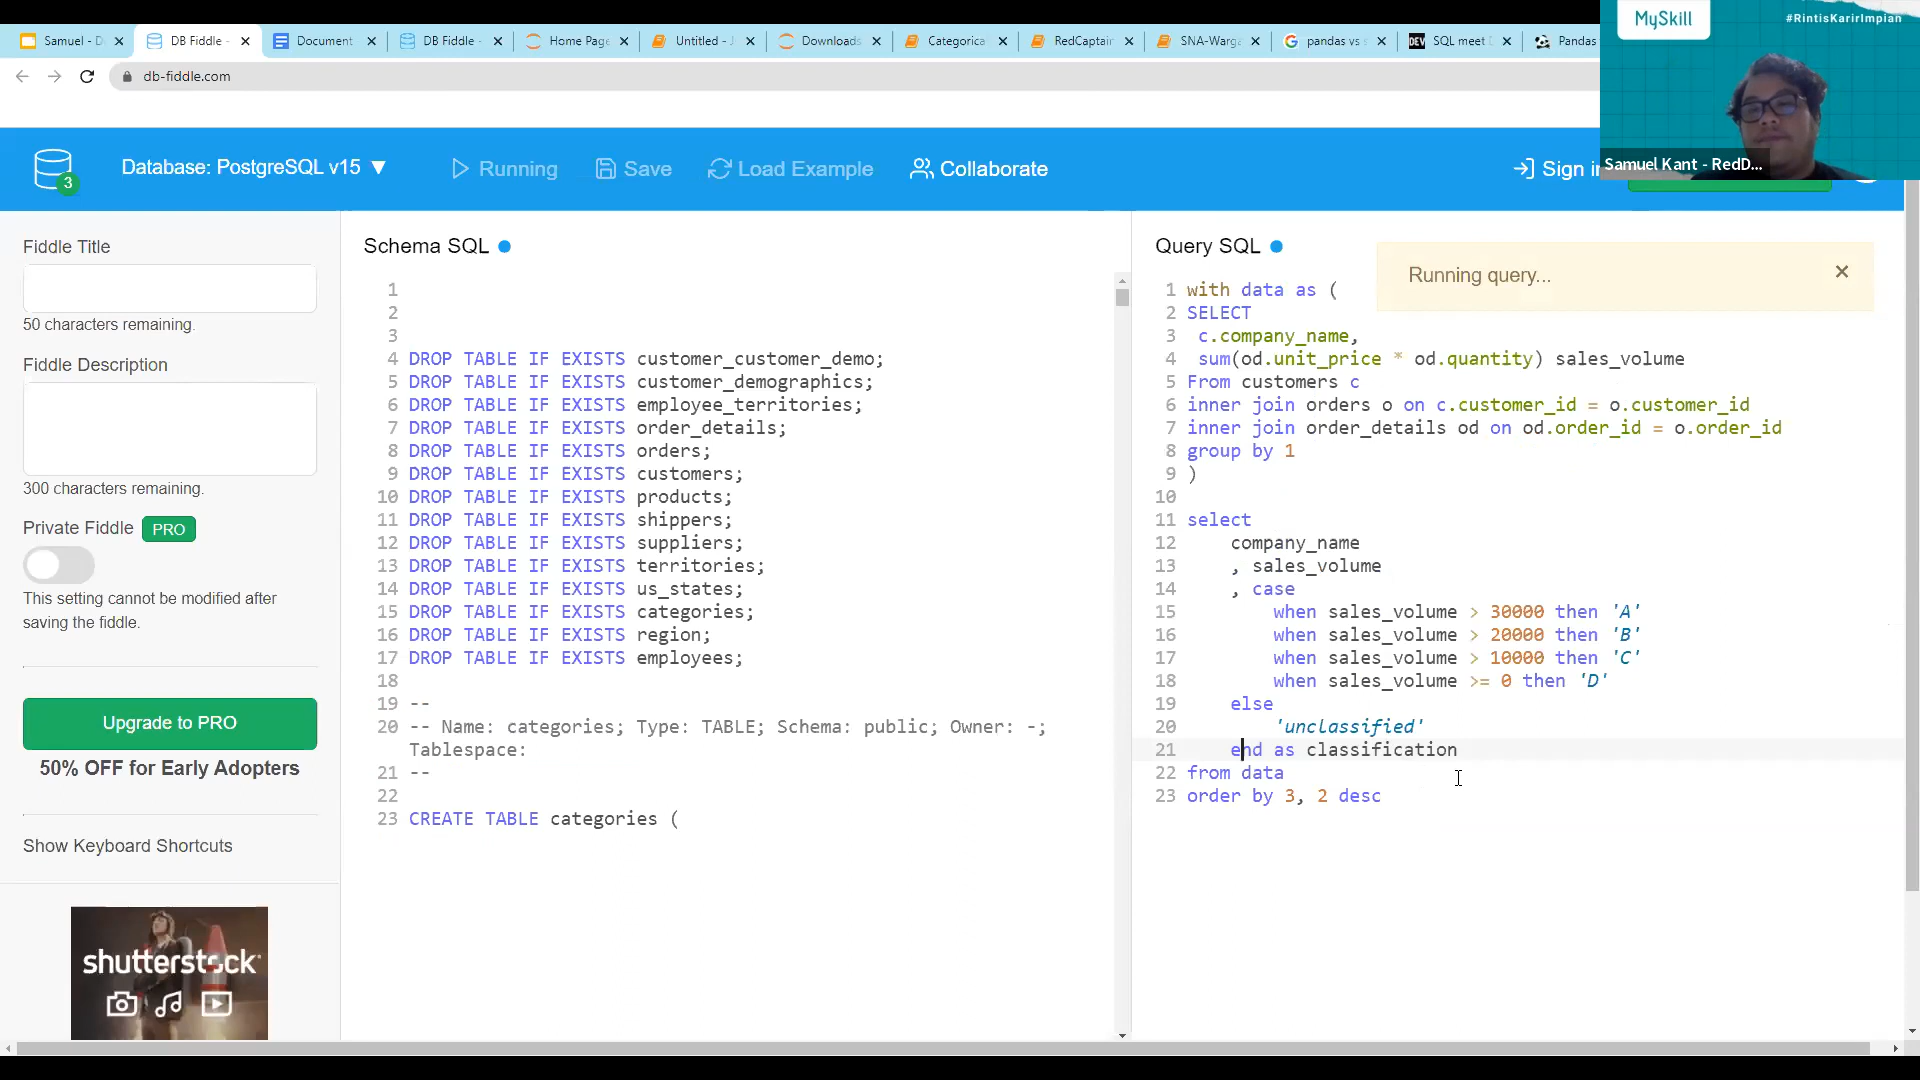 MySkill
#RintisKarirImpian
Samuel - D
DB Fiddle -
Document
DB Fiddle -
Home Page
Untitled - J
Downloads
Categorica
RedCaptain
SNA-Warga
pandas vs s
DEV
SQL meet D
Pandas
db-fiddle.com
Samuel Kant - RedD...
3
Database: PostgreSQL v15 ▼
Running
Save
Load Example
Collaborate
Sign in
Fiddle Title
50 characters remaining.
Fiddle Description
300 characters remaining.
Private Fiddle PRO
This setting cannot be modified after
saving the fiddle.
Upgrade to PRO
50% OFF for Early Adopters
Show Keyboard Shortcuts
shutterstock
Schema SQL
1
2
3
4 DROP TABLE IF EXISTS customer_customer_demo;
5 DROP TABLE IF EXISTS customer_demographics;
6 DROP TABLE IF EXISTS employee_territories;
7 DROP TABLE IF EXISTS order_details;
8 DROP TABLE IF EXISTS orders;
9 DROP TABLE IF EXISTS customers;
10 DROP TABLE IF EXISTS products;
11 DROP TABLE IF EXISTS shippers;
12 DROP TABLE IF EXISTS suppliers;
13 DROP TABLE IF EXISTS territories;
14 DROP TABLE IF EXISTS us_states;
15 DROP TABLE IF EXISTS categories;
16 DROP TABLE IF EXISTS region;
17 DROP TABLE IF EXISTS employees;
18
19 --
20 -- Name: categories; Type: TABLE; Schema: public; Owner: -;
Tablespace:
21 --
22
23 CREATE TABLE categories (
Query SQL
Running query...
1 with data as (
2 SELECT
3 c.company_name,
4 sum(od.unit_price * od.quantity) sales_volume
5 From customers c
6 inner join orders o on c.customer_id = o.customer_id
7 inner join order_details od on od.order_id = o.order_id
8 group by 1
9 )
10
11 select
12 company_name
13 , sales_volume
14 , case
15 when sales_volume > 30000 then 'A'
16 when sales_volume > 20000 then 'B'
17 when sales_volume > 10000 then 'C'
18 when sales_volume >= 0 then 'D'
19 else
20 'unclassified'
21 end as classification
22 from data
23 order by 3, 2 desc